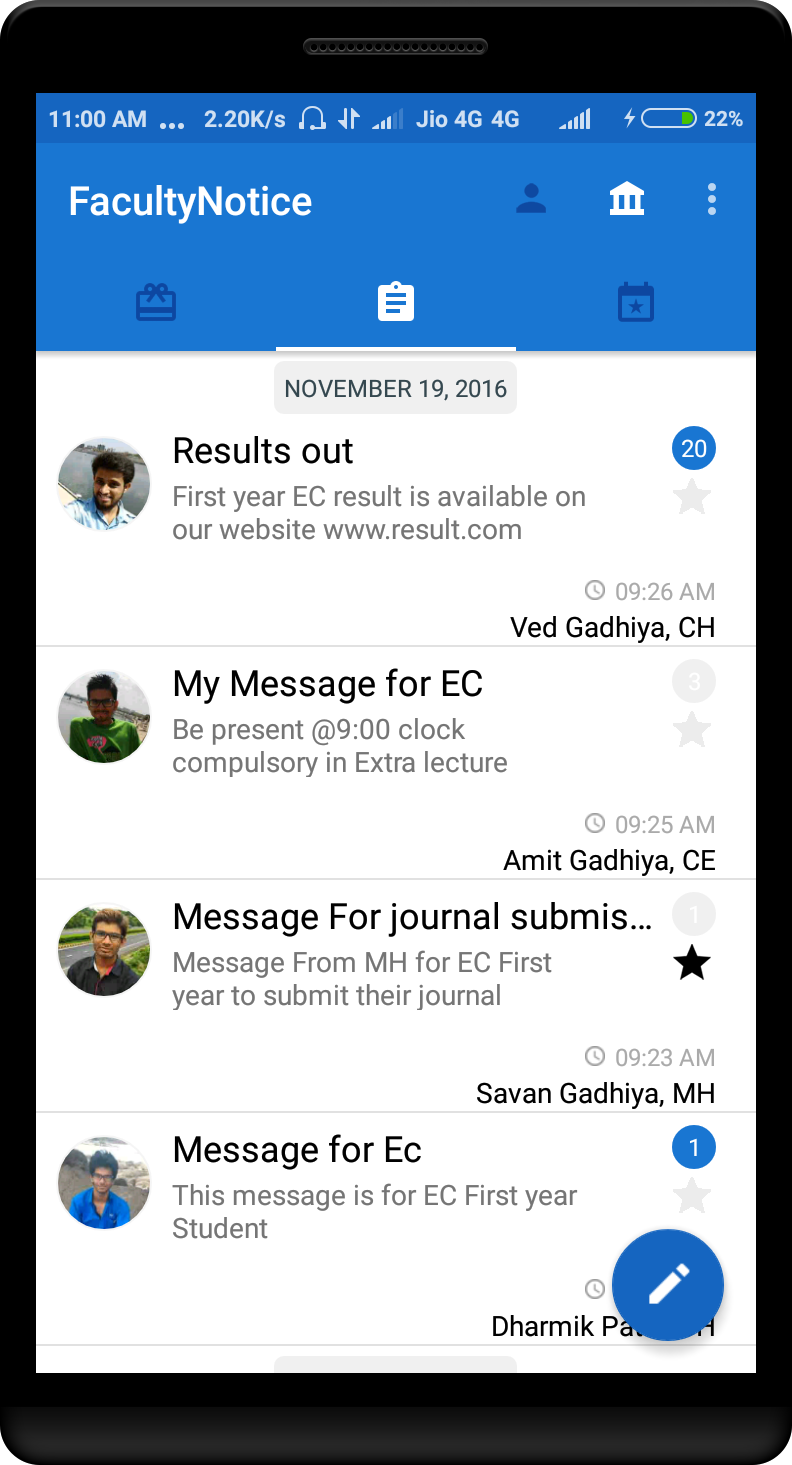 11:00 AM ... 2.20K/s Jio 4G 4G 22%
FacultyNotice
NOVEMBER 19, 2016
Results out 20
First year EC result is available on
our website www.result.com
09:26 AM
Ved Gadhiya, CH
My Message for EC 3
Be present @9:00 clock
compulsory in Extra lecture
09:25 AM
Amit Gadhiya, CE
Message For journal submis... 1
Message From MH for EC First
year to submit their journal
09:23 AM
Savan Gadhiya, MH
Message for Ec 1
This message is for EC First year
Student
Dharmik